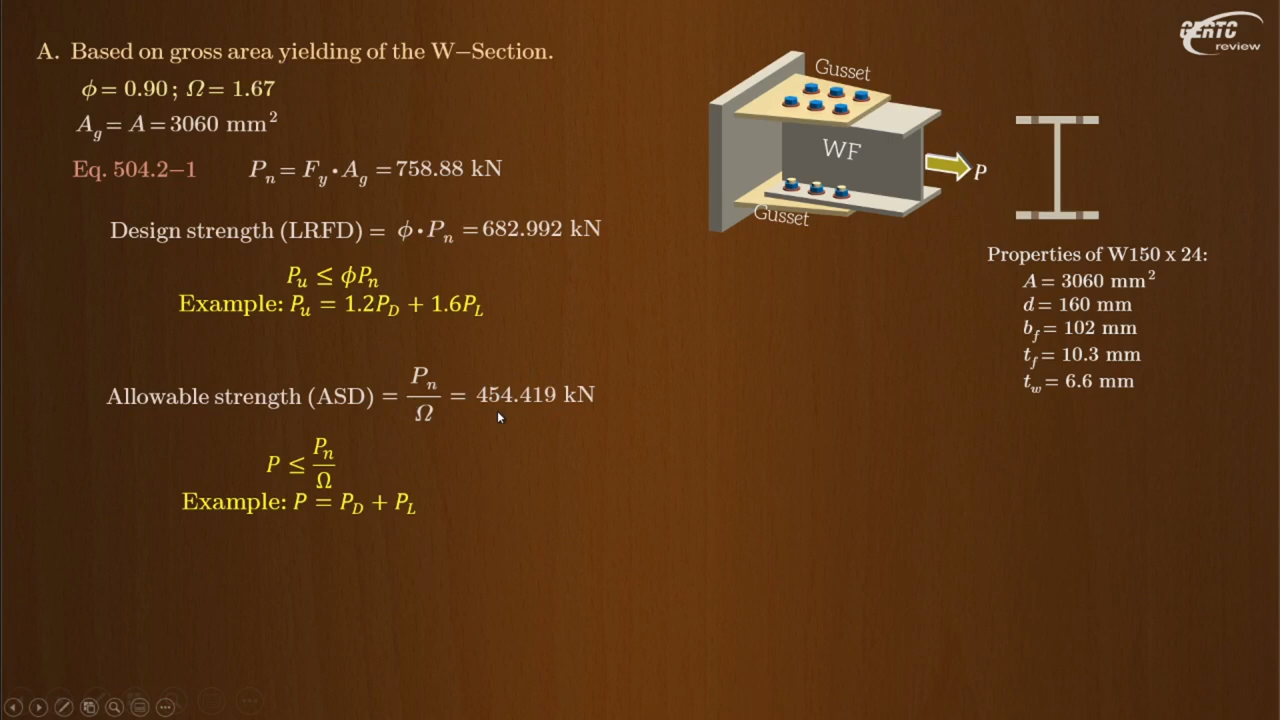 A. Based on gross area yielding of the W−Section.
ϕ = 0.90 ; Ω = 1.67
A_g = A = 3060 mm²
Eq. 504.2−1 P_n = F_y • A_g = 758.88 kN
Design strength (LRFD) = ϕ • P_n = 682.992 kN
P_u ≤ ϕP_n
Example: P_u = 1.2P_D + 1.6P_L
Allowable strength (ASD) = P_n / Ω = 454.419 kN
P ≤ P_n / Ω
Example: P = P_D + P_L
GERTC
review
Gusset
WF
P
Gusset
Properties of W150 x 24:
A = 3060 mm²
d = 160 mm
b_f = 102 mm
t_f = 10.3 mm
t_w = 6.6 mm